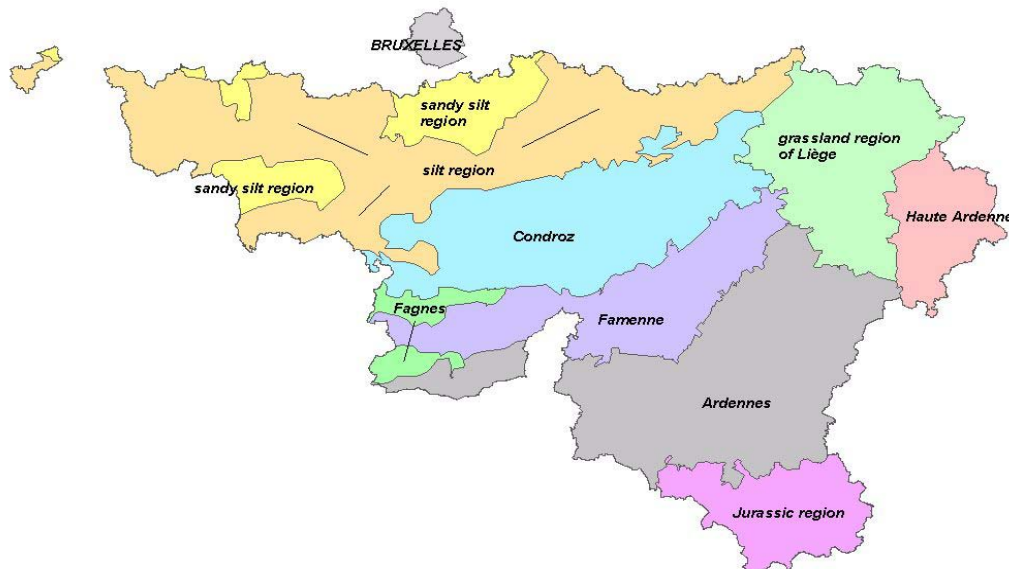 BRUXELLES
sandy silt
region
grassland region
of Liège
silt region
sandy silt region
Haute Ardenne
Condroz
Fagnes
Famenne
Ardennes
Jurassic region